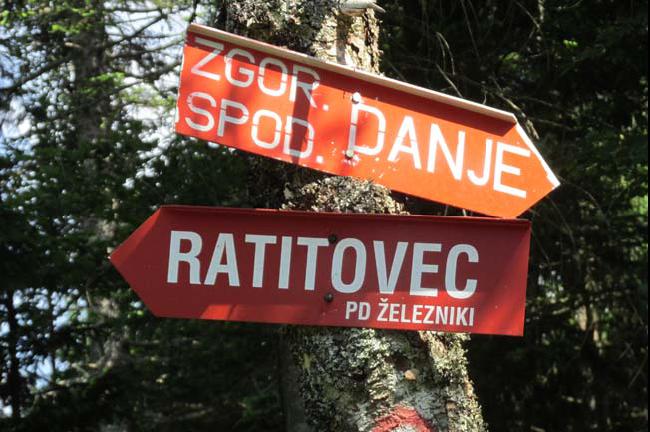 ZGOR.
SPOD. DANJE
RATITOVEC
PD ŽELEZNIKI